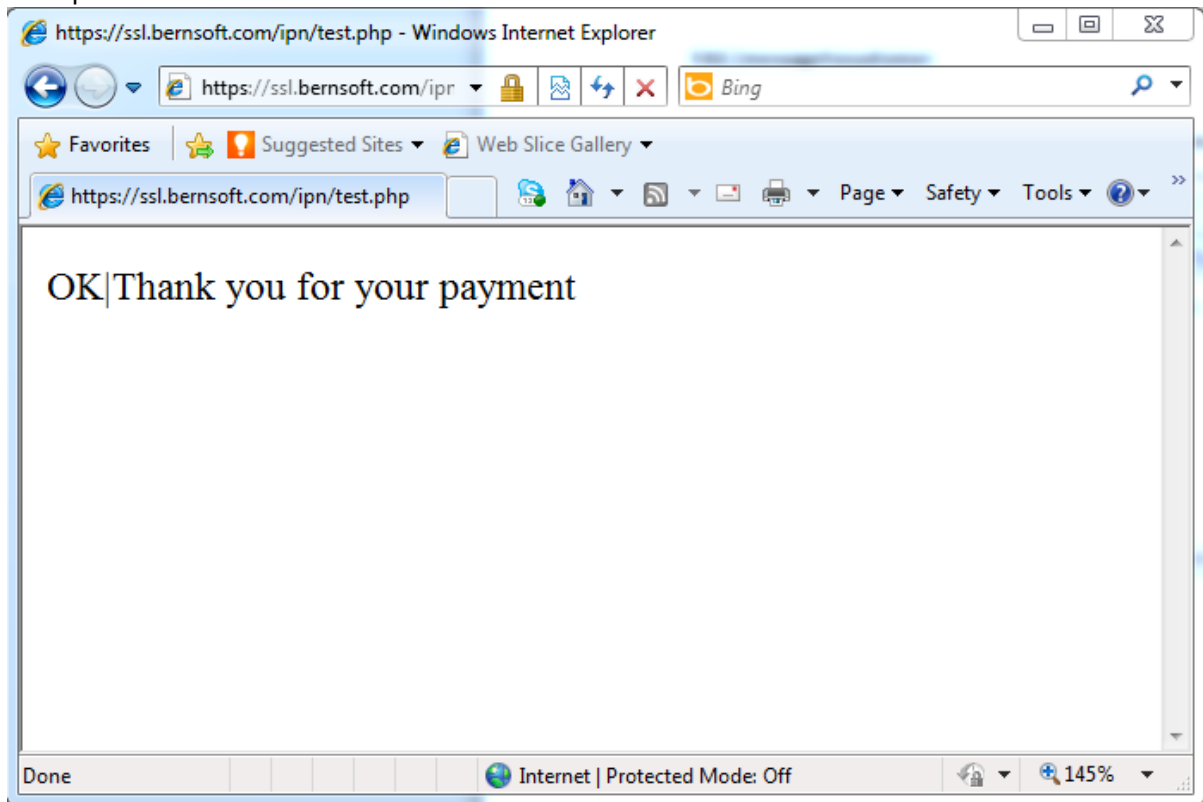 https://ssl.bernsoft.com/ipn/test.php - Windows Internet Explorer
https://ssl.bernsoft.com/ipr Bing
Favorites Suggested Sites Web Slice Gallery
https://ssl.bernsoft.com/ipn/test.php Page Safety Tools
OK|Thank you for your payment
Done Internet | Protected Mode: Off 145%